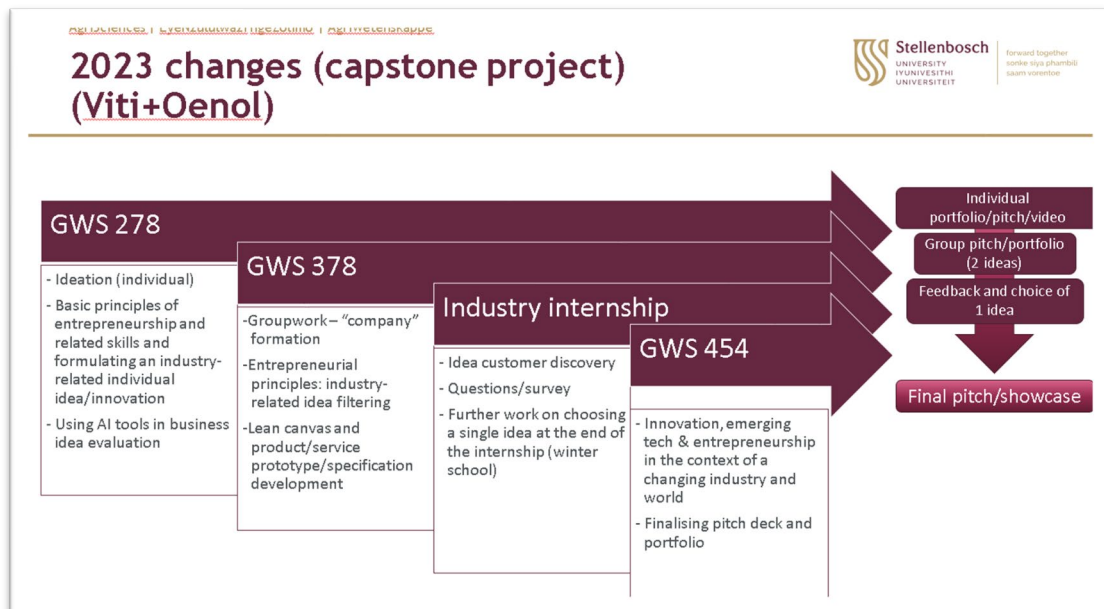 AgriSciences | EyeNzululwazi ngeZolimo | AgriWetenskappe
2023 changes (capstone project)
(Viti+Oenol)
Stellenbosch
UNIVERSITY
IYUNIVESITHI
UNIVERSITEIT
forward together
sonke siya phambili
saam vorentoe
GWS 278
- Ideation (individual)
- Basic principles of
entrepreneurship and
related skills and
formulating an industry-
related individual
idea/innovation
- Using AI tools in business
idea evaluation
GWS 378
-Groupwork – “company”
formation
-Entrepreneurial
principles: industry-
related idea filtering
-Lean canvas and
product/service
prototype/specification
development
Industry internship
- Idea customer discovery
- Questions/survey
- Further work on choosing
a single idea at the end of
the internship (winter
school)
GWS 454
- Innovation, emerging
tech & entrepreneurship
in the context of a
changing industry and
world
- Finalising pitch deck and
portfolio
Individual
portfolio/pitch/video
Group pitch/portfolio
(2 ideas)
Feedback and choice of
1 idea
Final pitch/showcase